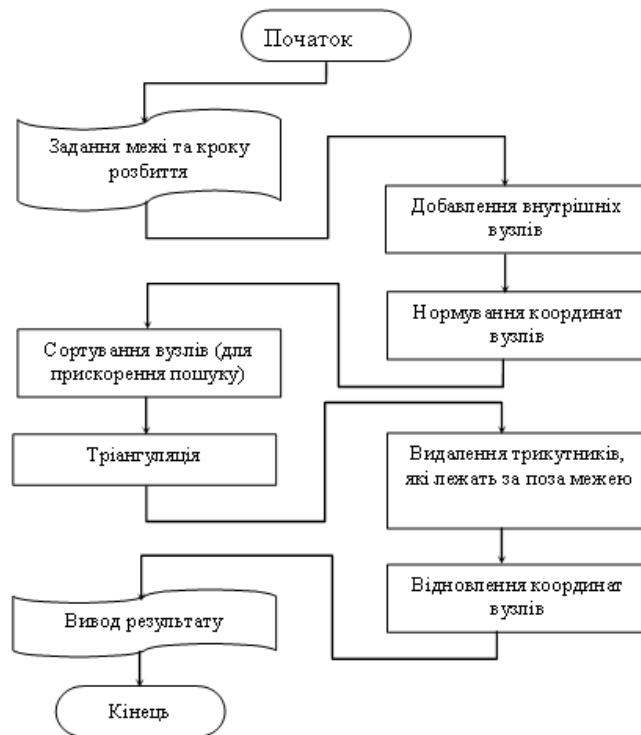 Початок
Задання межі та кроку
розбиття
Добавлення внутрішніх
вузлів
Нормування координат
вузлів
Сортування вузлів (для
прискорення пошуку)
Тріангуляція
Видалення трикутників,
які лежать за поза межею
Відновлення координат
вузлів
Вивод результату
Кінець